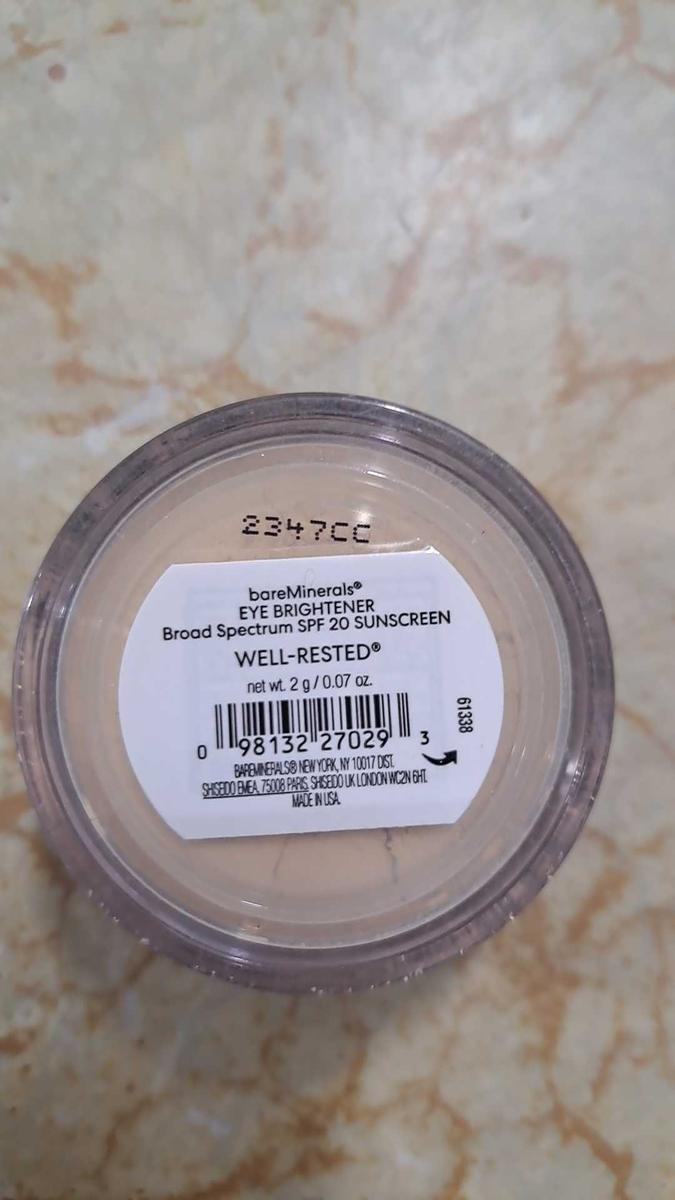 2347CC
bareMinerals®
EYE BRIGHTENER
Broad Spectrum SPF 20 SUNSCREEN
WELL-RESTED®
net wt. 2 g / 0.07 oz.
61338
0 98132 27029 3
BAREMINERALS® NEW YORK, NY 10017 DIST.
SHISEIDO EMEA, 75008 PARIS. SHISEIDO UK LONDON WC2N 6HT.
MADE IN USA.